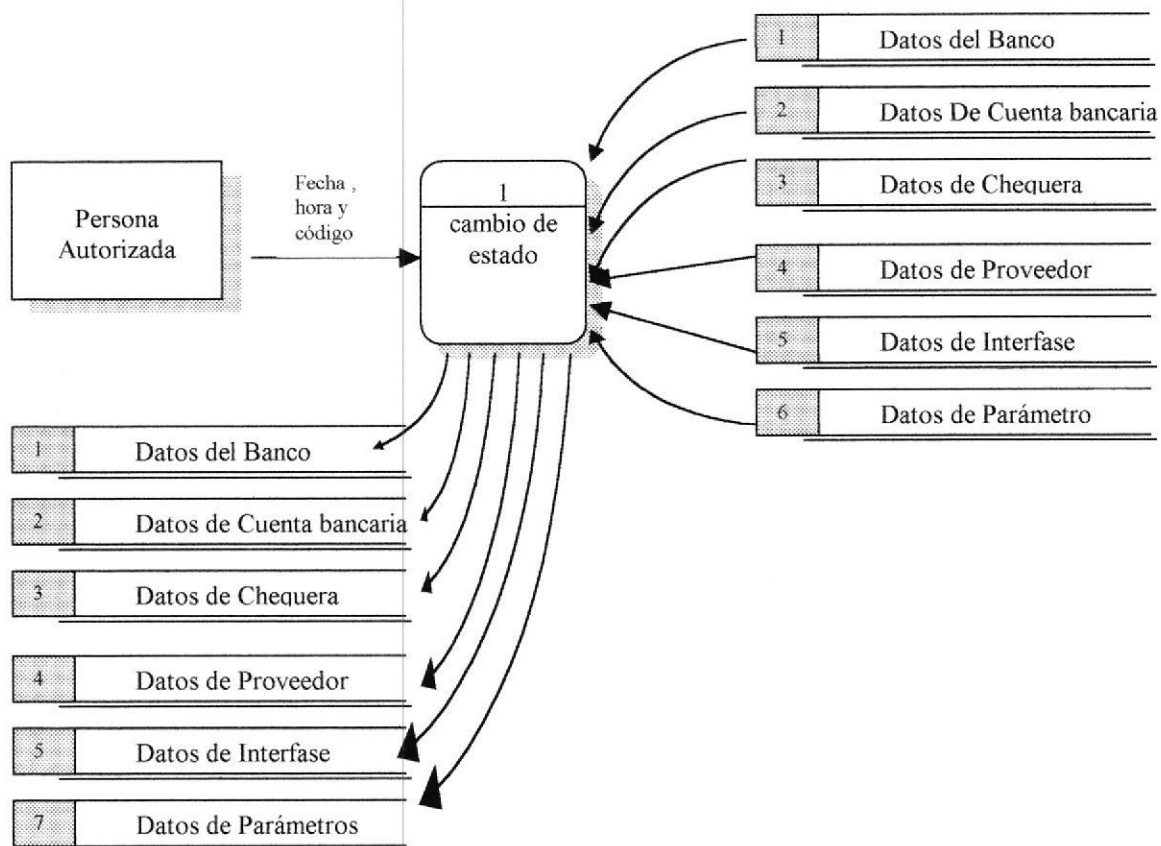 1 Datos del Banco
2 Datos De Cuenta bancaria
3 Datos de Chequera
4 Datos de Proveedor
5 Datos de Interfase
6 Datos de Parámetro
Persona
Autorizada
Fecha ,
hora y
código
1
cambio de
estado
1 Datos del Banco
2 Datos de Cuenta bancaria
3 Datos de Chequera
4 Datos de Proveedor
5 Datos de Interfase
7 Datos de Parámetros